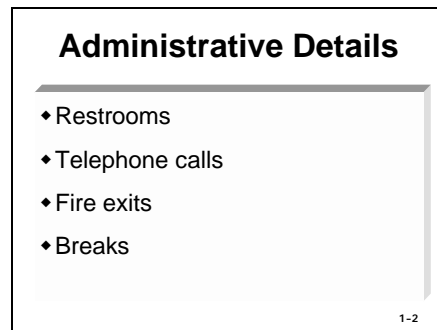 Administrative Details
◆Restrooms
◆Telephone calls
◆Fire exits
◆Breaks
1-2